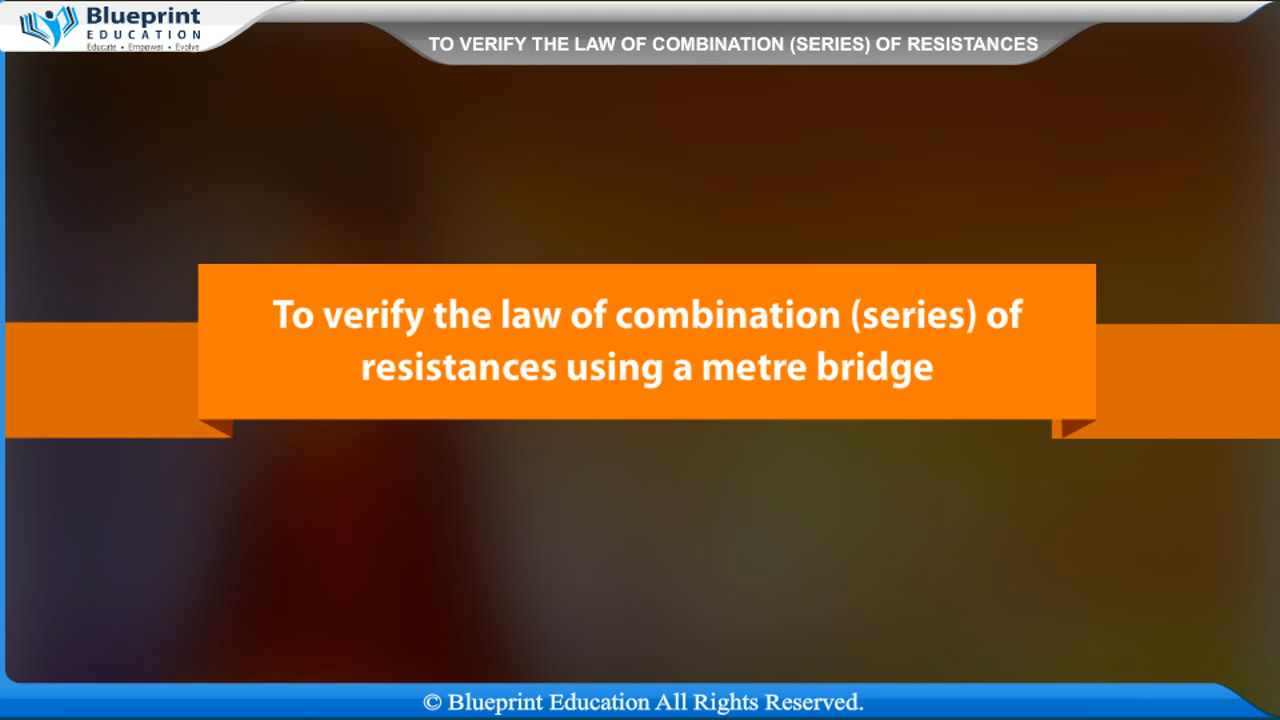 Blueprint
EDUCATION
Educate • Empower • Evolve
TO VERIFY THE LAW OF COMBINATION (SERIES) OF RESISTANCES
To verify the law of combination (series) of
resistances using a metre bridge
© Blueprint Education All Rights Reserved.